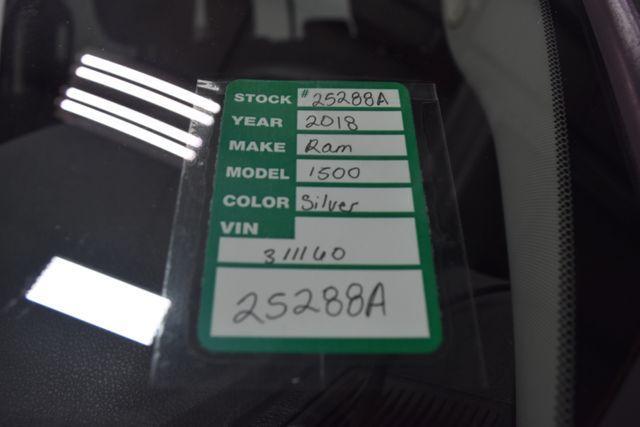 STOCK # 25288A
YEAR 2018
MAKE Ram
MODEL 1500
COLOR Silver
VIN
311160
25288A